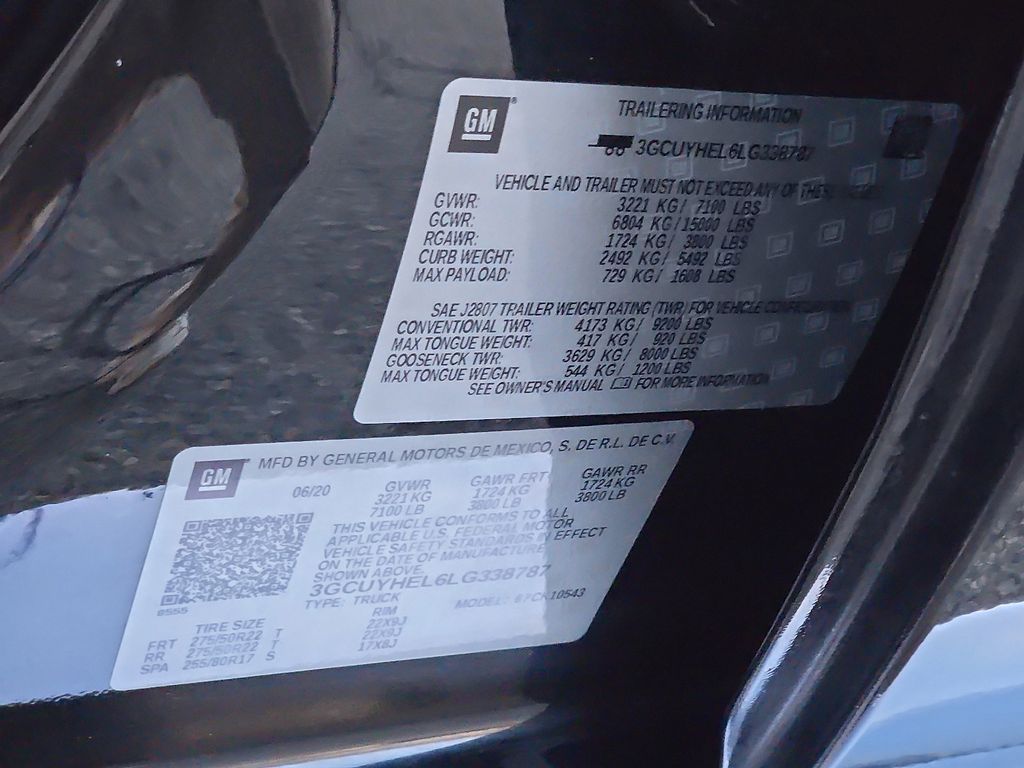 GM ® TRAILERING INFORMATION
3GCUYHEL6LG338787
VEHICLE AND TRAILER MUST NOT EXCEED ANY OF THESE
GVWR: 3221 KG/ 7100 LBS
GCWR: 6804 KG/15000 LBS
RGAWR: 1724 KG/ 3800 LBS
CURB WEIGHT: 2492 KG/ 5492 LBS
MAX PAYLOAD: 729 KG/ 1608 LBS
SAE J2807 TRAILER WEIGHT RATING (TWR) FOR VEHICLE CONFIGURATION
CONVENTIONAL TWR: 4173 KG/ 9200 LBS
MAX TONGUE WEIGHT: 417 KG/ 920 LBS
GOOSENECK TWR: 3629 KG/ 8000 LBS
MAX TONGUE WEIGHT: 544 KG/ 1200 LBS
SEE OWNER'S MANUAL FOR MORE INFORMATION
GM MFD BY GENERAL MOTORS DE MEXICO, S. DE R.L. DE C.V.
06/20 GVWR GAWR FRT GAWR RR
3221 KG 1724 KG 1724 KG
7100 LB 3800 LB 3800 LB
THIS VEHICLE CONFORMS TO ALL
APPLICABLE U.S. FEDERAL MOTOR
VEHICLE SAFETY STANDARDS IN EFFECT
ON THE DATE OF MANUFACTURE
SHOWN ABOVE.
3GCUYHEL6LG338787
TYPE: TRUCK MODEL: 10543
TIRE SIZE RIM
FRT 275/50R22 T 22X9J
RR 275/50R22 T 22X9J
SPA 255/80R17 S 17X8J